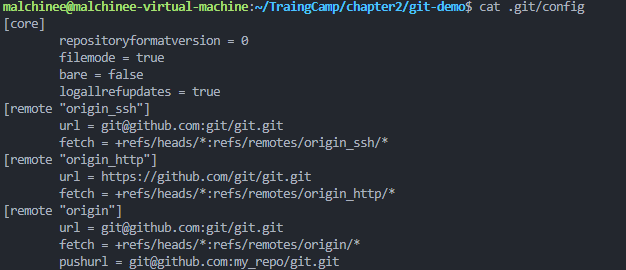 malchinee@malchinee-virtual-machine:~/TraingCamp/chapter2/git-demo$ cat .git/config
[core]
        repositoryformatversion = 0
        filemode = true
        bare = false
        logallrefupdates = true
[remote "origin_ssh"]
        url = git@github.com:git/git.git
        fetch = +refs/heads/*:refs/remotes/origin_ssh/*
[remote "origin_http"]
        url = https://github.com/git/git.git
        fetch = +refs/heads/*:refs/remotes/origin_http/*
[remote "origin"]
        url = git@github.com:git/git.git
        fetch = +refs/heads/*:refs/remotes/origin/*
        pushurl = git@github.com:my_repo/git.git